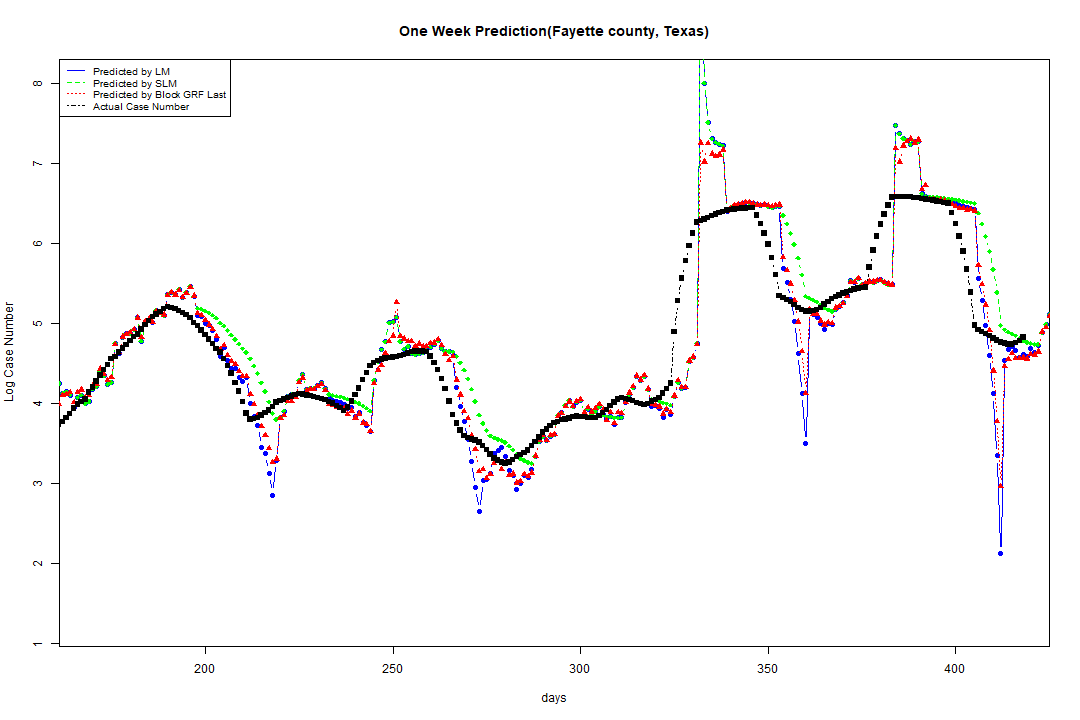 One Week Prediction(Fayette county, Texas)
Predicted by LM
Predicted by SLM
Predicted by Block GRF Last
Actual Case Number
8
7
6
5
4
3
2
1
Log Case Number
200 250 300 350 400
days